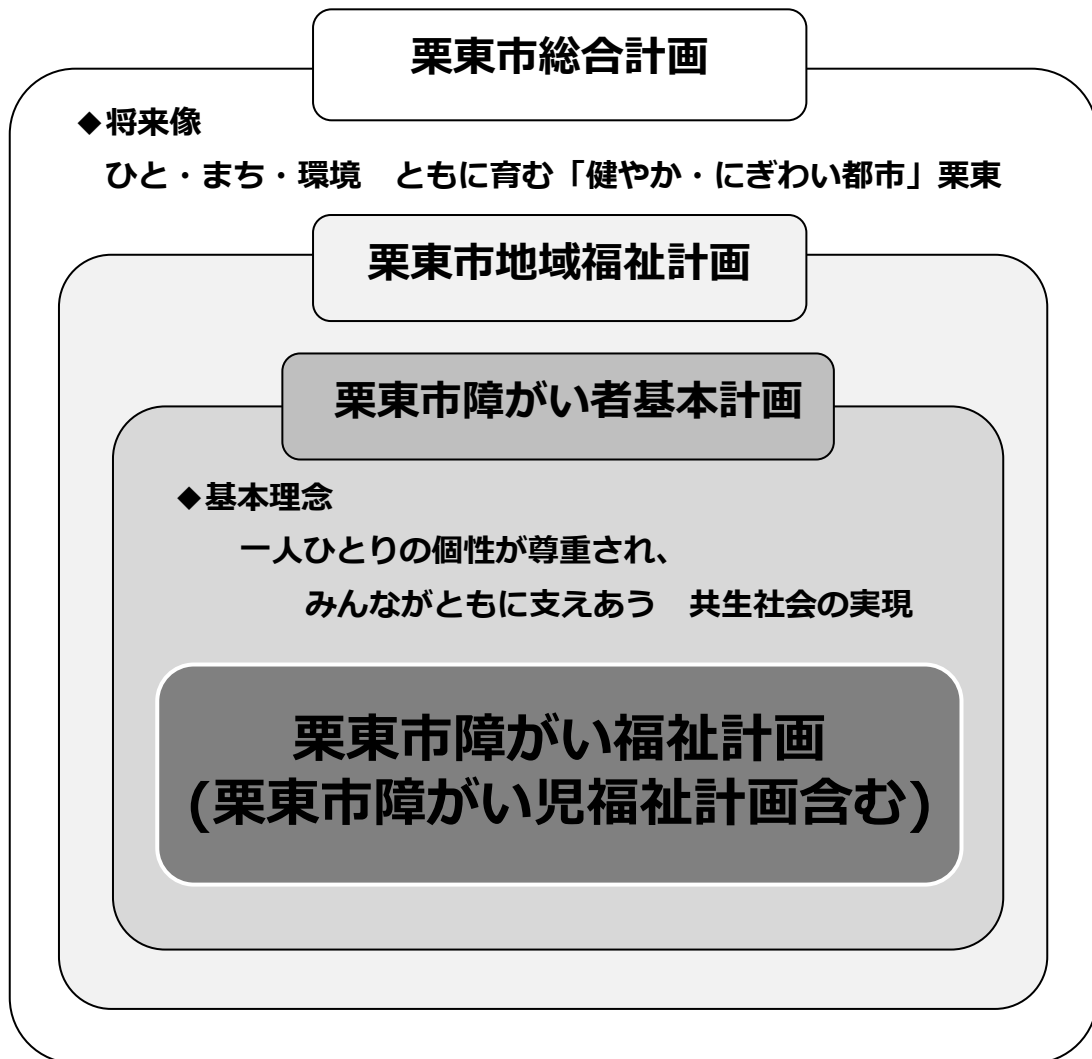 栗東市総合計画
◆将来像
ひと・まち・環境　ともに育む「健やか・にぎわい都市」栗東
栗東市地域福祉計画
栗東市障がい者基本計画
◆基本理念
一人ひとりの個性が尊重され、
みんながともに支えあう　共生社会の実現
栗東市障がい福祉計画
(栗東市障がい児福祉計画含む)